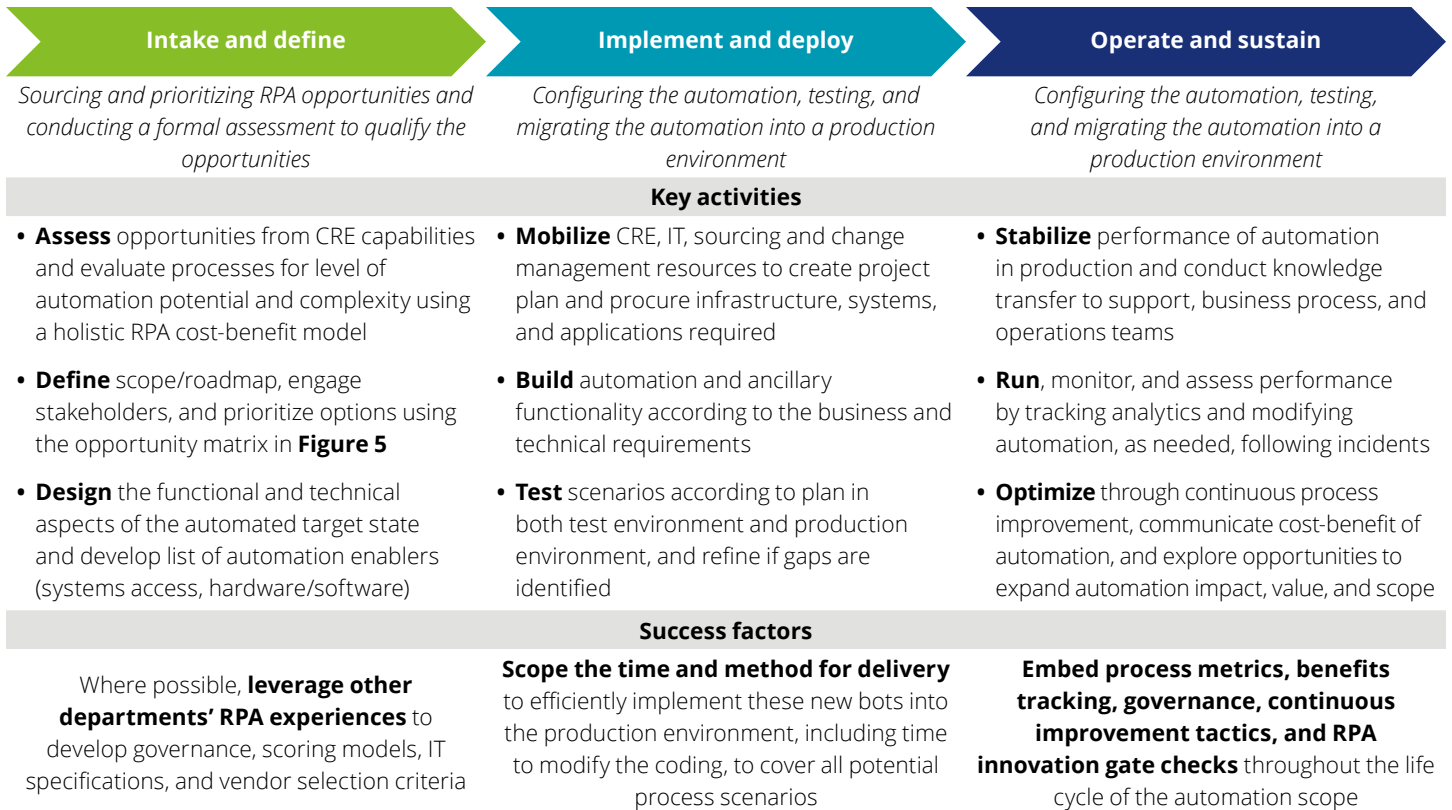 Intake and define
Implement and deploy
Operate and sustain
Sourcing and prioritizing RPA opportunities and
conducting a formal assessment to qualify the
opportunities
Configuring the automation, testing, and
migrating the automation into a production
environment
Configuring the automation, testing,
and migrating the automation into a
production environment
Key activities
• Assess opportunities from CRE capabilities
and evaluate processes for level of
automation potential and complexity using
a holistic RPA cost-benefit model
• Define scope/roadmap, engage
stakeholders, and prioritize options using
the opportunity matrix in Figure 5
• Design the functional and technical
aspects of the automated target state
and develop list of automation enablers
(systems access, hardware/software)
• Mobilize CRE, IT, sourcing and change
management resources to create project
plan and procure infrastructure, systems,
and applications required
• Build automation and ancillary
functionality according to the business and
technical requirements
• Test scenarios according to plan in
both test environment and production
environment, and refine if gaps are
identified
• Stabilize performance of automation
in production and conduct knowledge
transfer to support, business process, and
operations teams
• Run, monitor, and assess performance
by tracking analytics and modifying
automation, as needed, following incidents
• Optimize through continuous process
improvement, communicate cost-benefit of
automation, and explore opportunities to
expand automation impact, value, and scope
Success factors
Where possible, leverage other
departments’ RPA experiences to
develop governance, scoring models, IT
specifications, and vendor selection criteria
Scope the time and method for delivery
to efficiently implement these new bots into
the production environment, including time
to modify the coding, to cover all potential
process scenarios
Embed process metrics, benefits
tracking, governance, continuous
improvement tactics, and RPA
innovation gate checks throughout the life
cycle of the automation scope